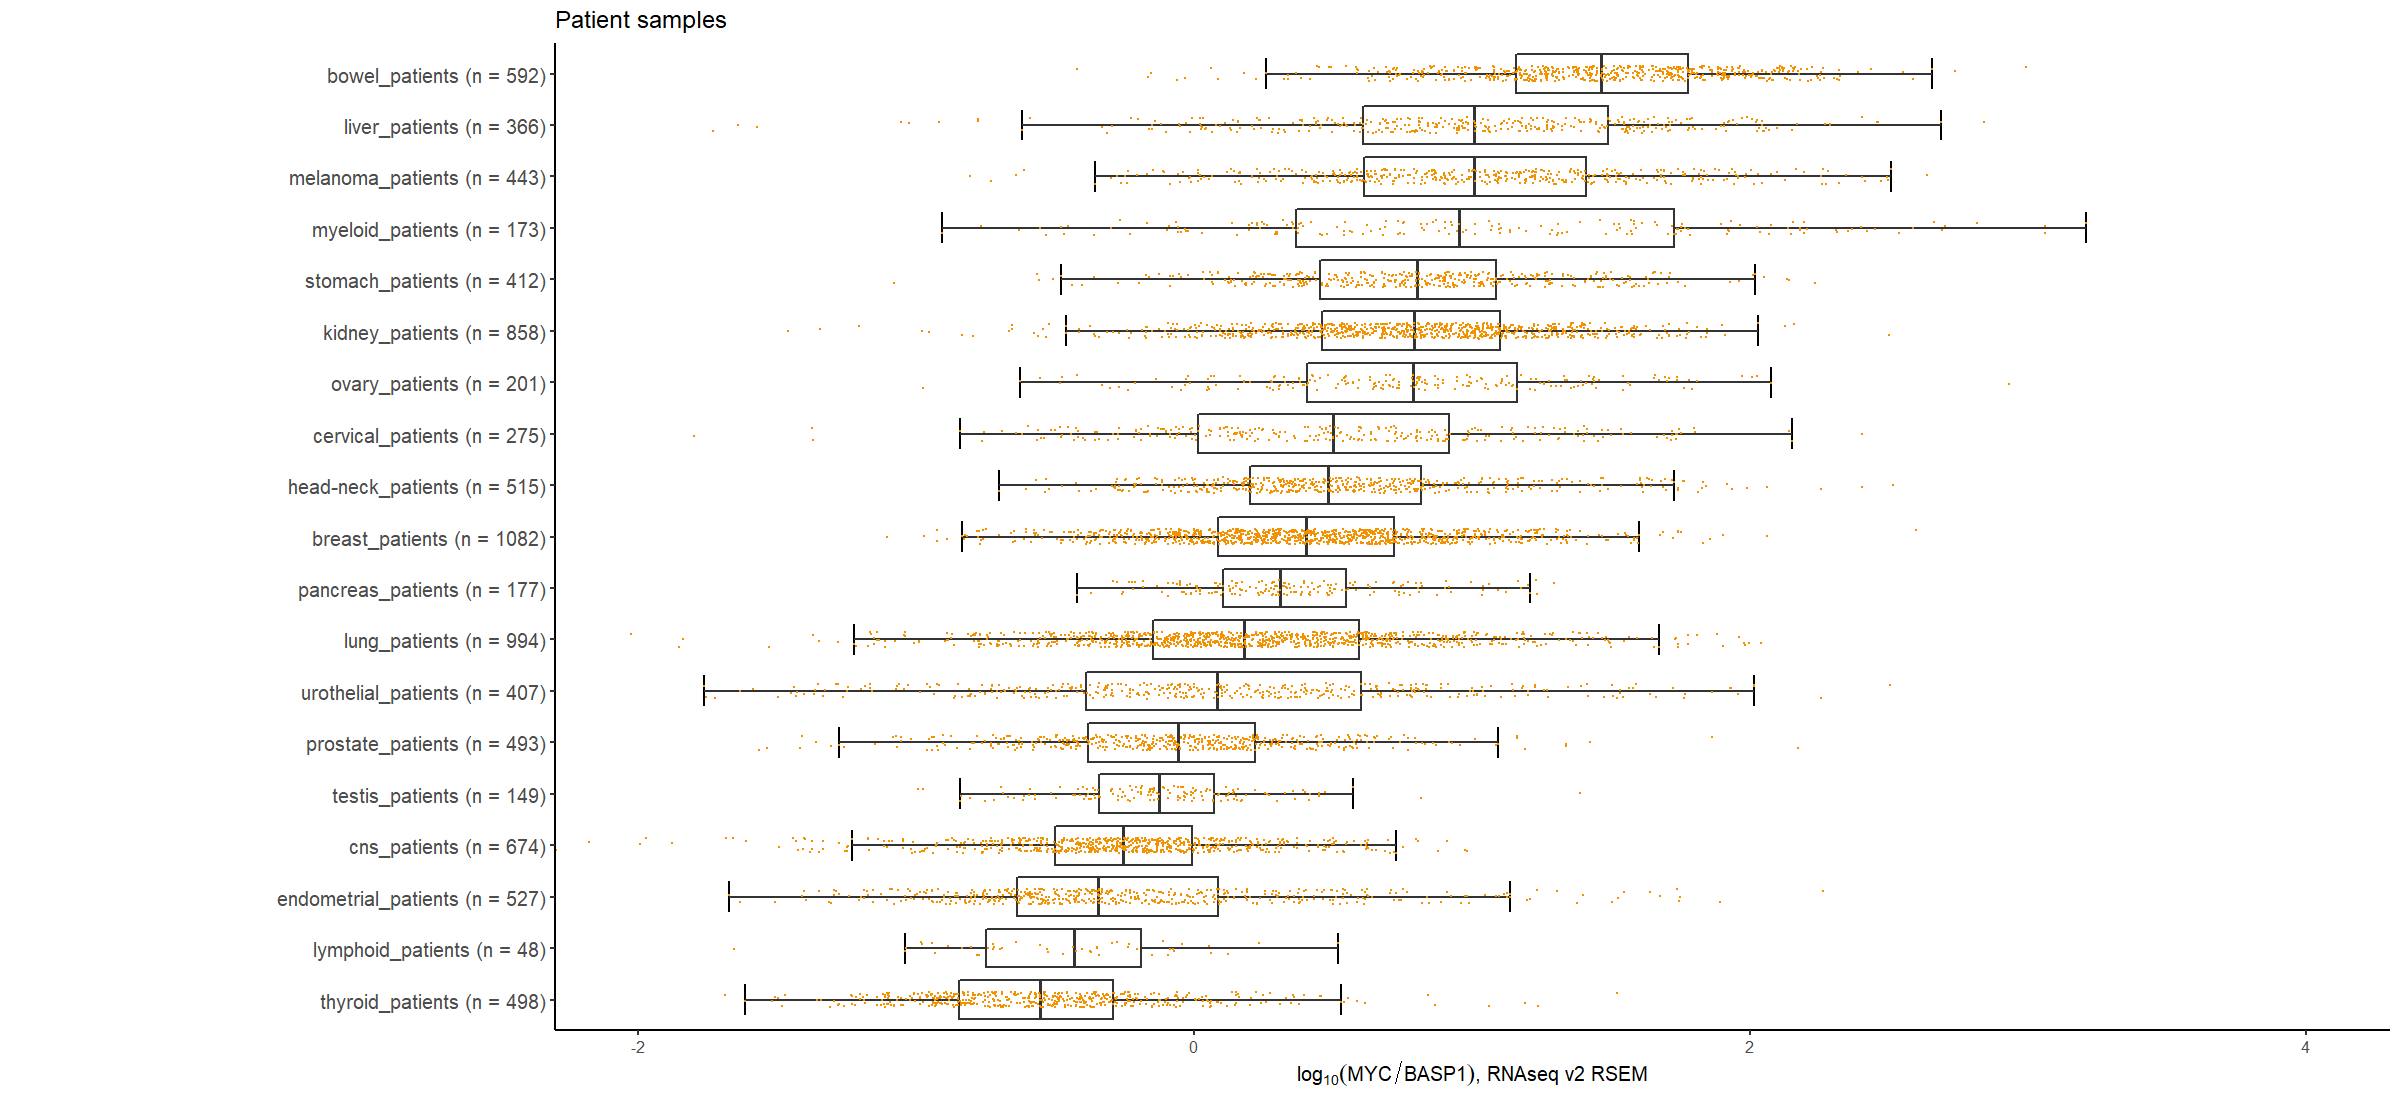 Patient samples
bowel_patients (n = 592)
liver_patients (n = 366)
melanoma_patients (n = 443)
myeloid_patients (n = 173)
stomach_patients (n = 412)
kidney_patients (n = 858)
ovary_patients (n = 201)
cervical_patients (n = 275)
head-neck_patients (n = 515)
breast_patients (n = 1082)
pancreas_patients (n = 177)
lung_patients (n = 994)
urothelial_patients (n = 407)
prostate_patients (n = 493)
testis_patients (n = 149)
cns_patients (n = 674)
endometrial_patients (n = 527)
lymphoid_patients (n = 48)
thyroid_patients (n = 498)
-2 0 2 4
log₁₀(MYC/BASP1), RNAseq v2 RSEM